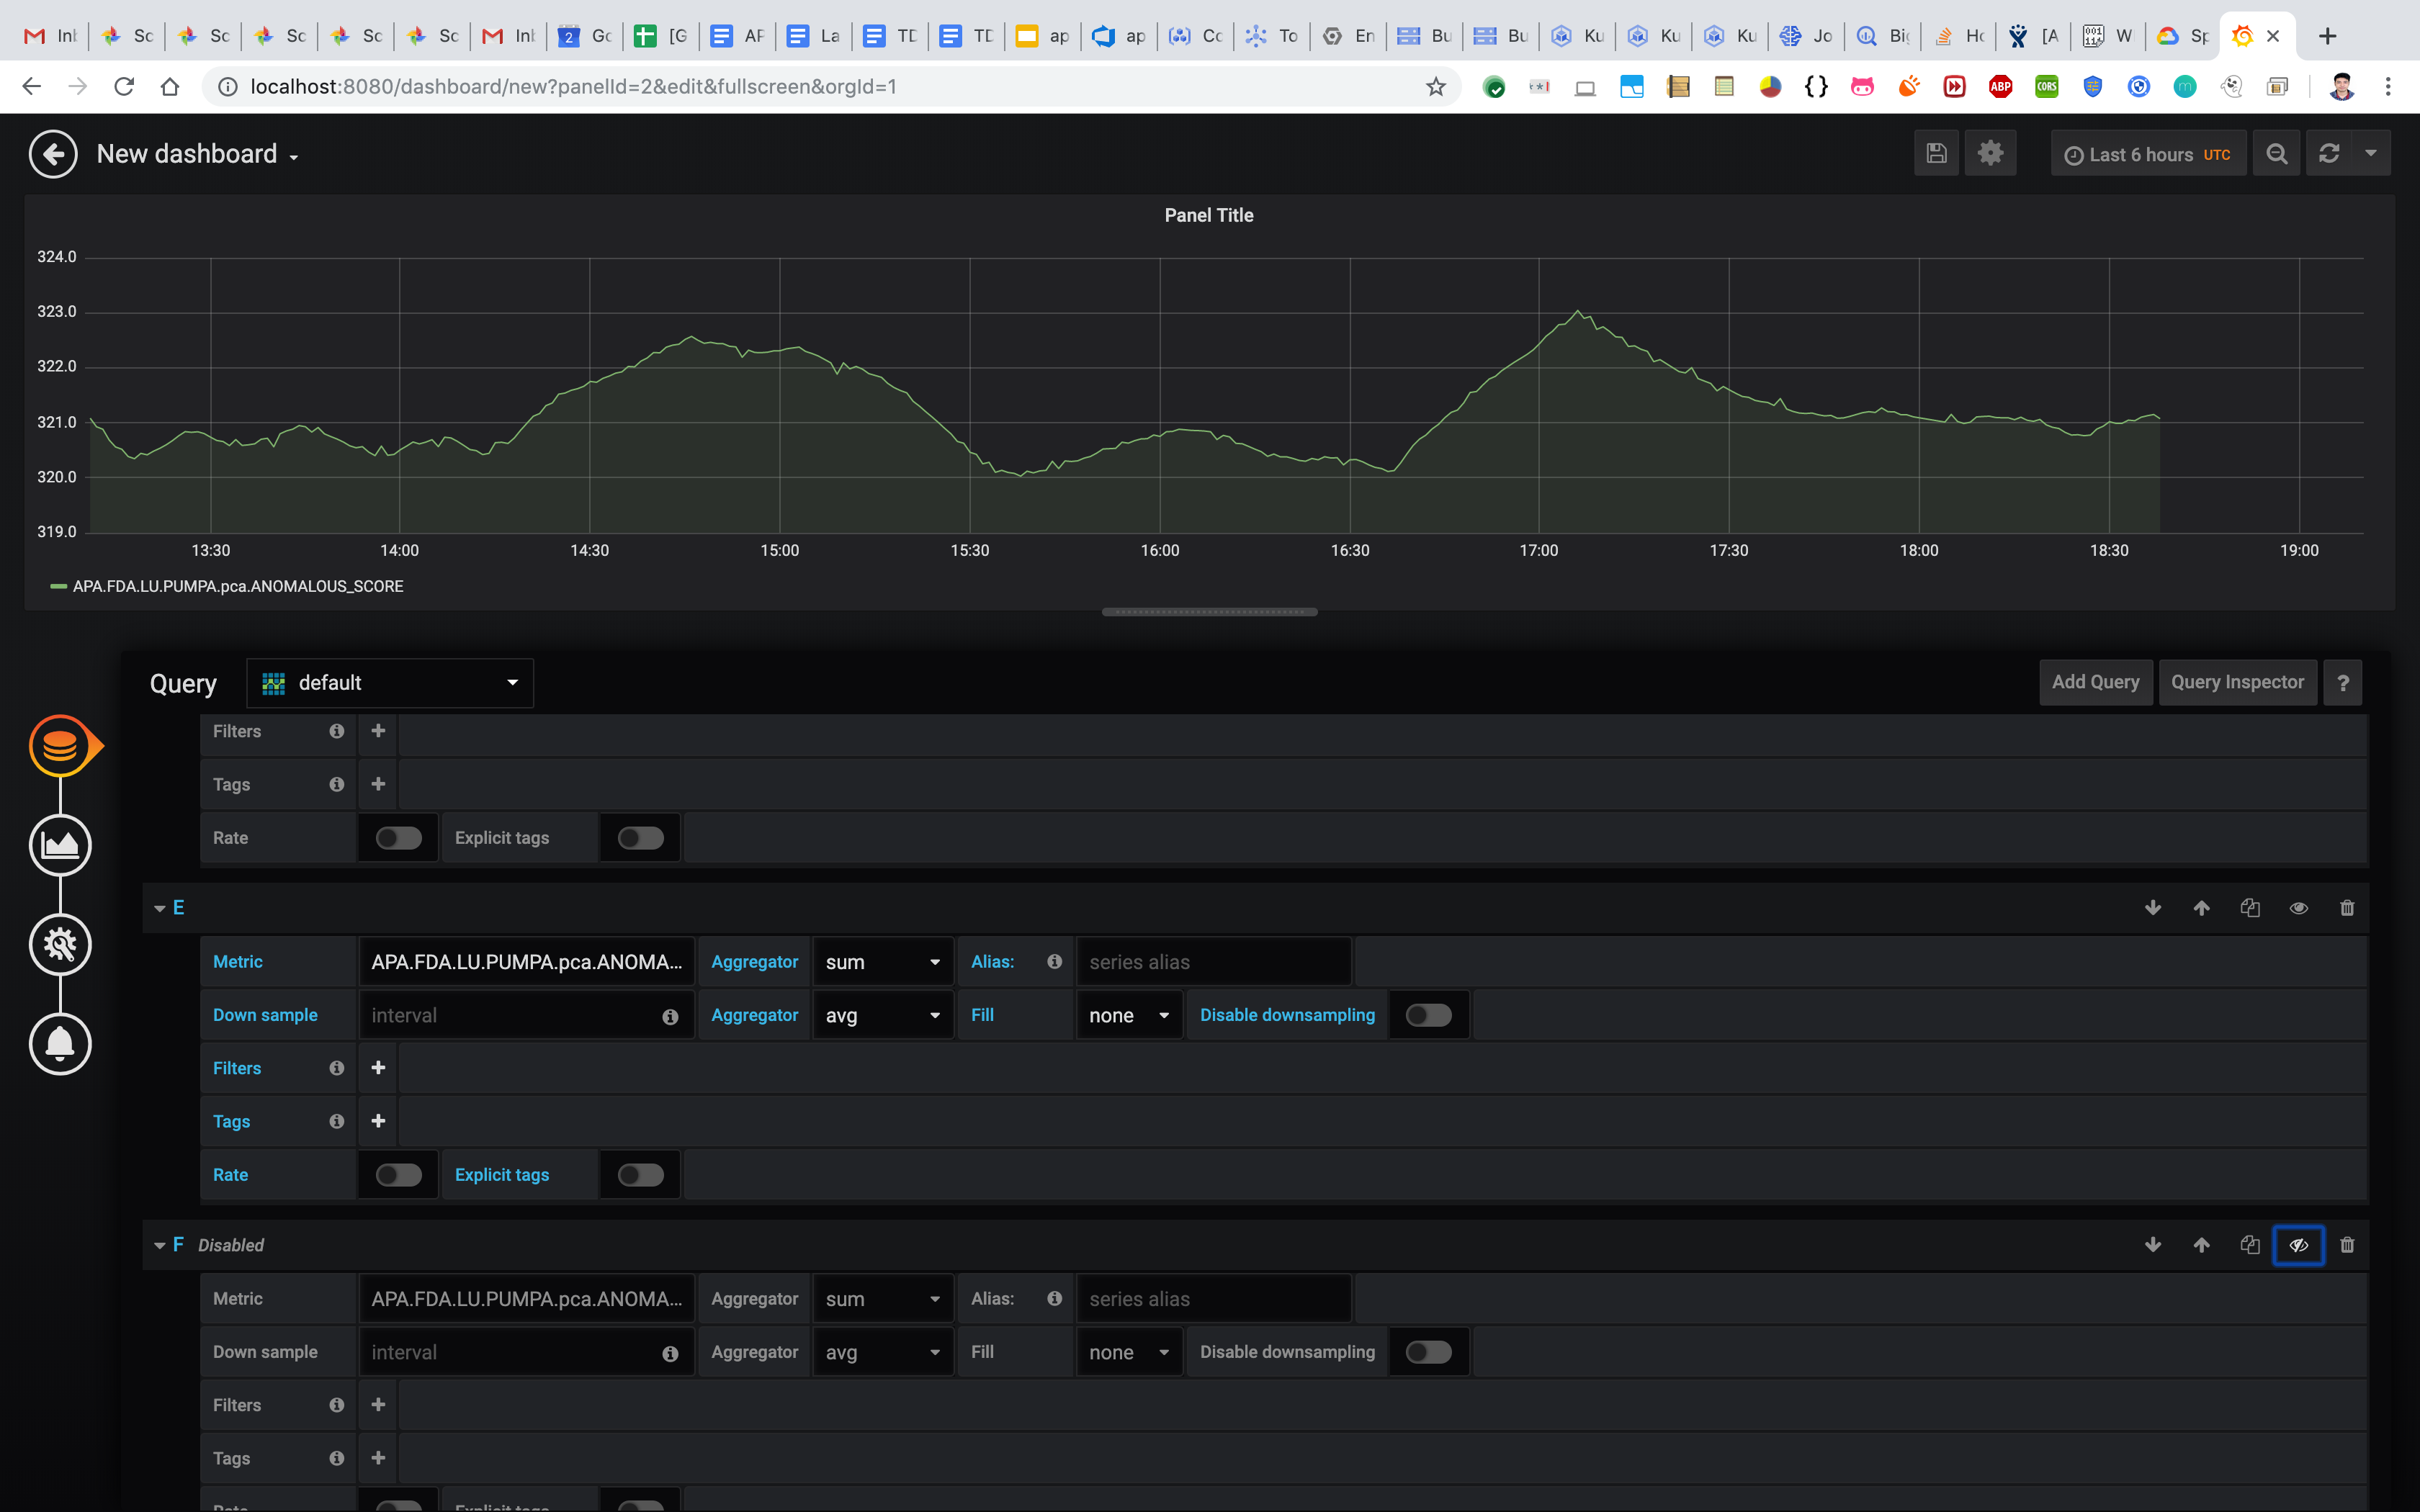 Inb Sc Sc Sc Sc Sc Inb 2 Gc [G AF La TD TD ap ap Cc To En Bu Bu Ku Ku Ku Jo Big Hc [A W Sp
localhost:8080/dashboard/new?panelId=2&edit&fullscreen&orgId=1
ABP CORS m
New dashboard
Last 6 hours UTC
Panel Title
324.0
323.0
322.0
321.0
320.0
319.0
13:30 14:00 14:30 15:00 15:30 16:00 16:30 17:00 17:30 18:00 18:30 19:00
APA.FDA.LU.PUMPA.pca.ANOMALOUS_SCORE
Query default Add Query Query Inspector ?
Filters
Tags
Rate Explicit tags
E
Metric APA.FDA.LU.PUMPA.pca.ANOMA... Aggregator sum Alias: series alias
Down sample interval Aggregator avg Fill none Disable downsampling
Filters
Tags
Rate Explicit tags
F Disabled
Metric APA.FDA.LU.PUMPA.pca.ANOMA... Aggregator sum Alias: series alias
Down sample interval Aggregator avg Fill none Disable downsampling
Filters
Tags
Rate Explicit tags